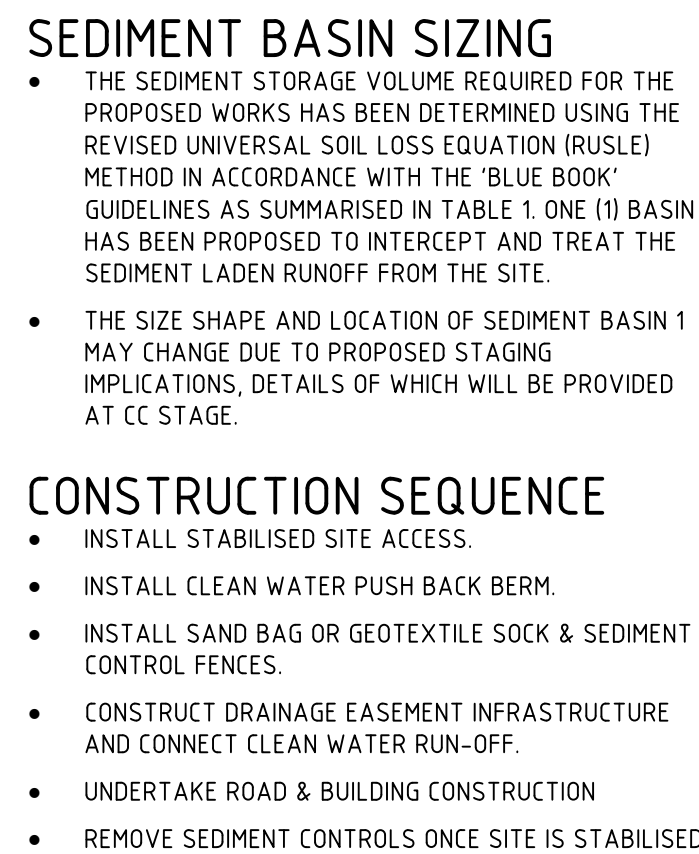 SEDIMENT BASIN SIZING
• THE SEDIMENT STORAGE VOLUME REQUIRED FOR THE
PROPOSED WORKS HAS BEEN DETERMINED USING THE
REVISED UNIVERSAL SOIL LOSS EQUATION (RUSLE)
METHOD IN ACCORDANCE WITH THE 'BLUE BOOK'
GUIDELINES AS SUMMARISED IN TABLE 1. ONE (1) BASIN
HAS BEEN PROPOSED TO INTERCEPT AND TREAT THE
SEDIMENT LADEN RUNOFF FROM THE SITE.
• THE SIZE SHAPE AND LOCATION OF SEDIMENT BASIN 1
MAY CHANGE DUE TO PROPOSED STAGING
IMPLICATIONS, DETAILS OF WHICH WILL BE PROVIDED
AT CC STAGE.
CONSTRUCTION SEQUENCE
• INSTALL STABILISED SITE ACCESS.
• INSTALL CLEAN WATER PUSH BACK BERM.
• INSTALL SAND BAG OR GEOTEXTILE SOCK & SEDIMENT
CONTROL FENCES.
• CONSTRUCT DRAINAGE EASEMENT INFRASTRUCTURE
AND CONNECT CLEAN WATER RUN-OFF.
• UNDERTAKE ROAD & BUILDING CONSTRUCTION
• REMOVE SEDIMENT CONTROLS ONCE SITE IS STABILISED